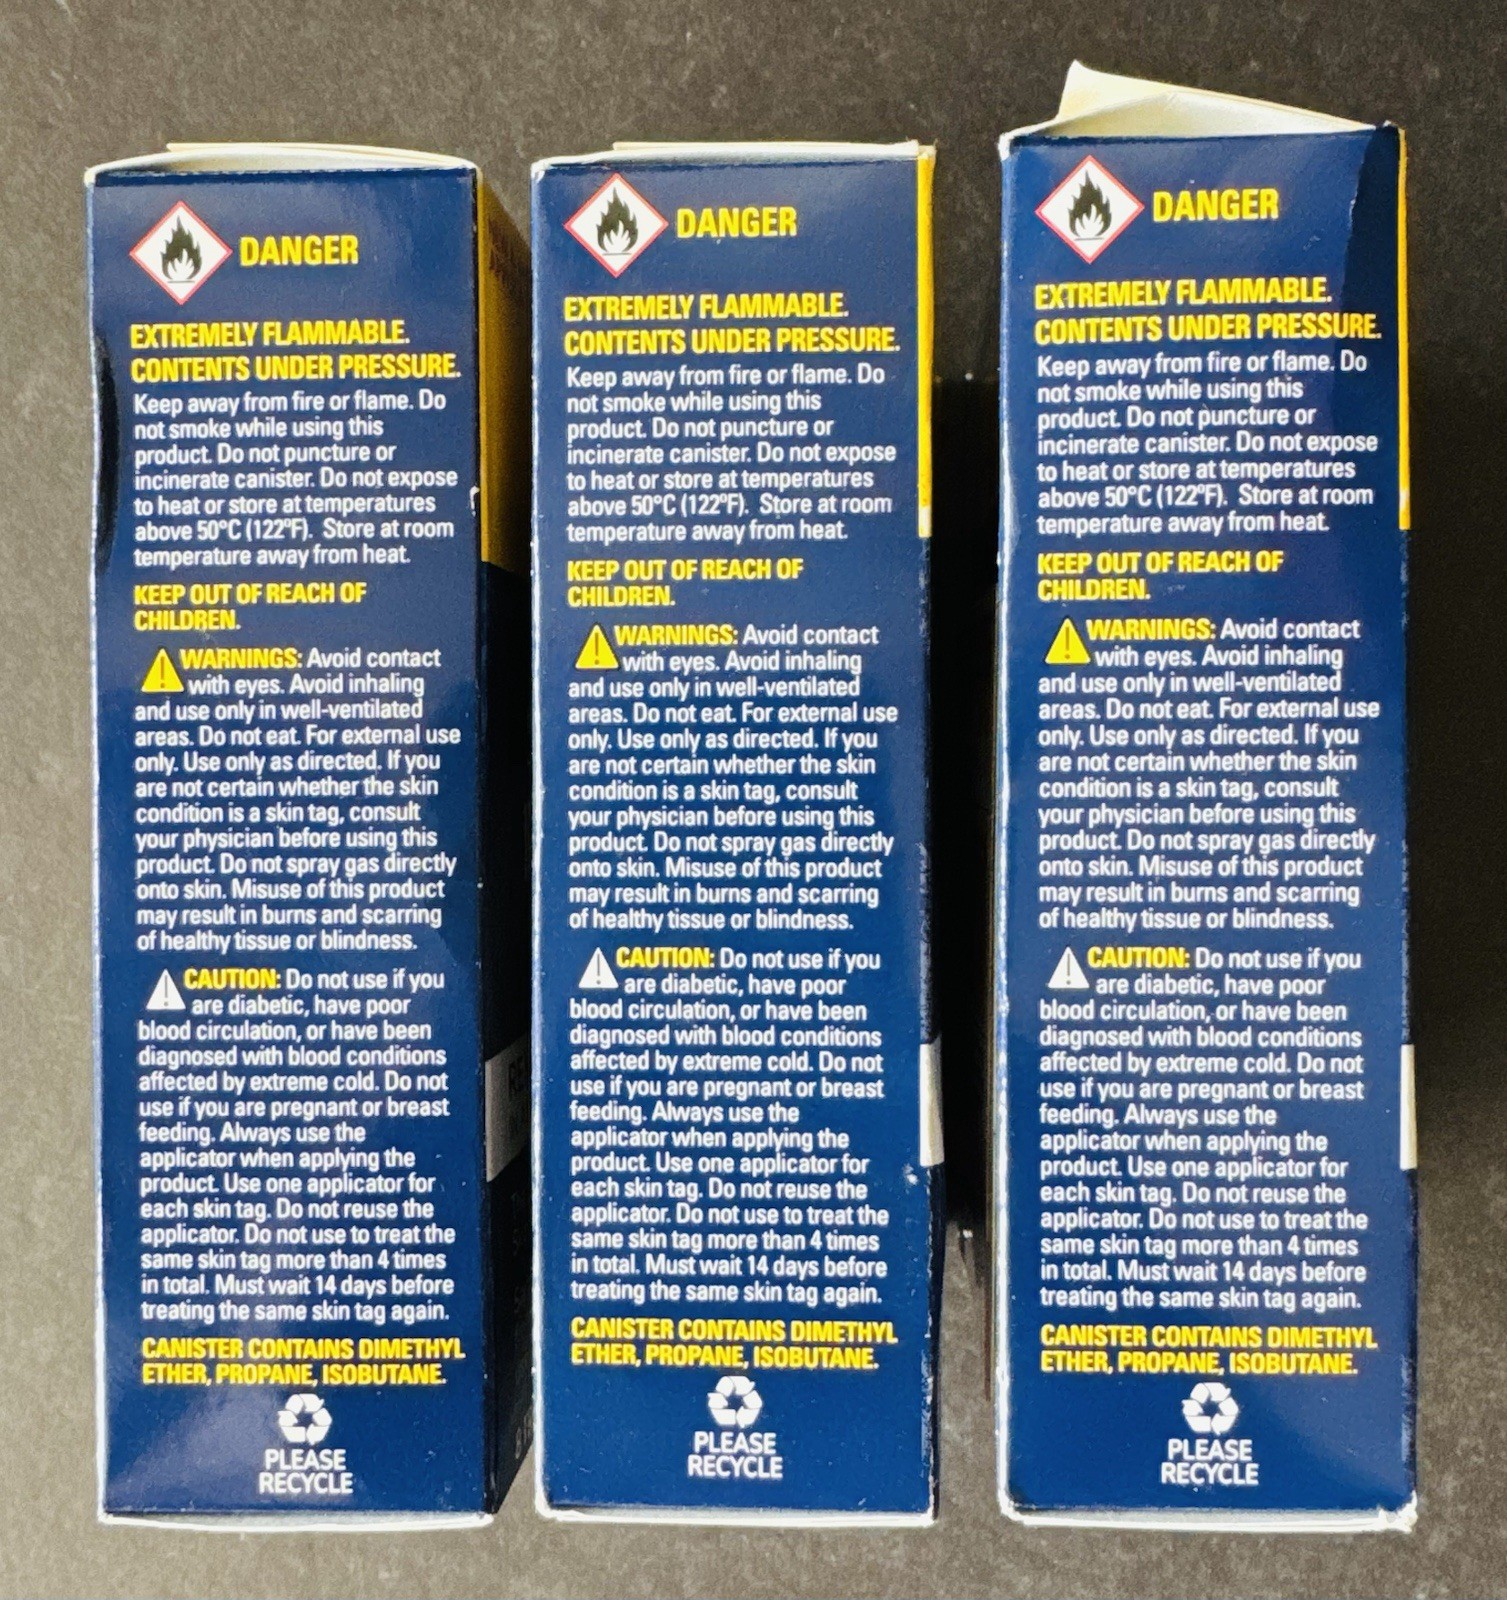 DANGER
EXTREMELY FLAMMABLE.
CONTENTS UNDER PRESSURE.
Keep away from fire or flame. Do
not smoke while using this
product. Do not puncture or
incinerate canister. Do not expose
to heat or store at temperatures
above 50°C (122ºF). Store at room
temperature away from heat.
KEEP OUT OF REACH OF
CHILDREN.
WARNINGS: Avoid contact
with eyes. Avoid inhaling
and use only in well-ventilated
areas. Do not eat. For external use
only. Use only as directed. If you
are not certain whether the skin
condition is a skin tag, consult
your physician before using this
product. Do not spray gas directly
onto skin. Misuse of this product
may result in burns and scarring
of healthy tissue or blindness.
CAUTION: Do not use if you
are diabetic, have poor
blood circulation, or have been
diagnosed with blood conditions
affected by extreme cold. Do not
use if you are pregnant or breast
feeding. Always use the
applicator when applying the
product. Use one applicator for
each skin tag. Do not reuse the
applicator. Do not use to treat the
same skin tag more than 4 times
in total. Must wait 14 days before
treating the same skin tag again.
CANISTER CONTAINS DIMETHYL
ETHER, PROPANE, ISOBUTANE.
PLEASE
RECYCLE
DANGER
EXTREMELY FLAMMABLE.
CONTENTS UNDER PRESSURE.
Keep away from fire or flame. Do
not smoke while using this
product. Do not puncture or
incinerate canister. Do not expose
to heat or store at temperatures
above 50°C (122ºF). Store at room
temperature away from heat.
KEEP OUT OF REACH OF
CHILDREN.
WARNINGS: Avoid contact
with eyes. Avoid inhaling
and use only in well-ventilated
areas. Do not eat. For external use
only. Use only as directed. If you
are not certain whether the skin
condition is a skin tag, consult
your physician before using this
product. Do not spray gas directly
onto skin. Misuse of this product
may result in burns and scarring
of healthy tissue or blindness.
CAUTION: Do not use if you
are diabetic, have poor
blood circulation, or have been
diagnosed with blood conditions
affected by extreme cold. Do not
use if you are pregnant or breast
feeding. Always use the
applicator when applying the
product. Use one applicator for
each skin tag. Do not reuse the
applicator. Do not use to treat the
same skin tag more than 4 times
in total. Must wait 14 days before
treating the same skin tag again.
CANISTER CONTAINS DIMETHYL
ETHER, PROPANE, ISOBUTANE.
PLEASE
RECYCLE
DANGER
EXTREMELY FLAMMABLE.
CONTENTS UNDER PRESSURE.
Keep away from fire or flame. Do
not smoke while using this
product. Do not puncture or
incinerate canister. Do not expose
to heat or store at temperatures
above 50°C (122ºF). Store at room
temperature away from heat.
KEEP OUT OF REACH OF
CHILDREN.
WARNINGS: Avoid contact
with eyes. Avoid inhaling
and use only in well-ventilated
areas. Do not eat. For external use
only. Use only as directed. If you
are not certain whether the skin
condition is a skin tag, consult
your physician before using this
product. Do not spray gas directly
onto skin. Misuse of this product
may result in burns and scarring
of healthy tissue or blindness.
CAUTION: Do not use if you
are diabetic, have poor
blood circulation, or have been
diagnosed with blood conditions
affected by extreme cold. Do not
use if you are pregnant or breast
feeding. Always use the
applicator when applying the
product. Use one applicator for
each skin tag. Do not reuse the
applicator. Do not use to treat the
same skin tag more than 4 times
in total. Must wait 14 days before
treating the same skin tag again.
CANISTER CONTAINS DIMETHYL
ETHER, PROPANE, ISOBUTANE.
PLEASE
RECYCLE